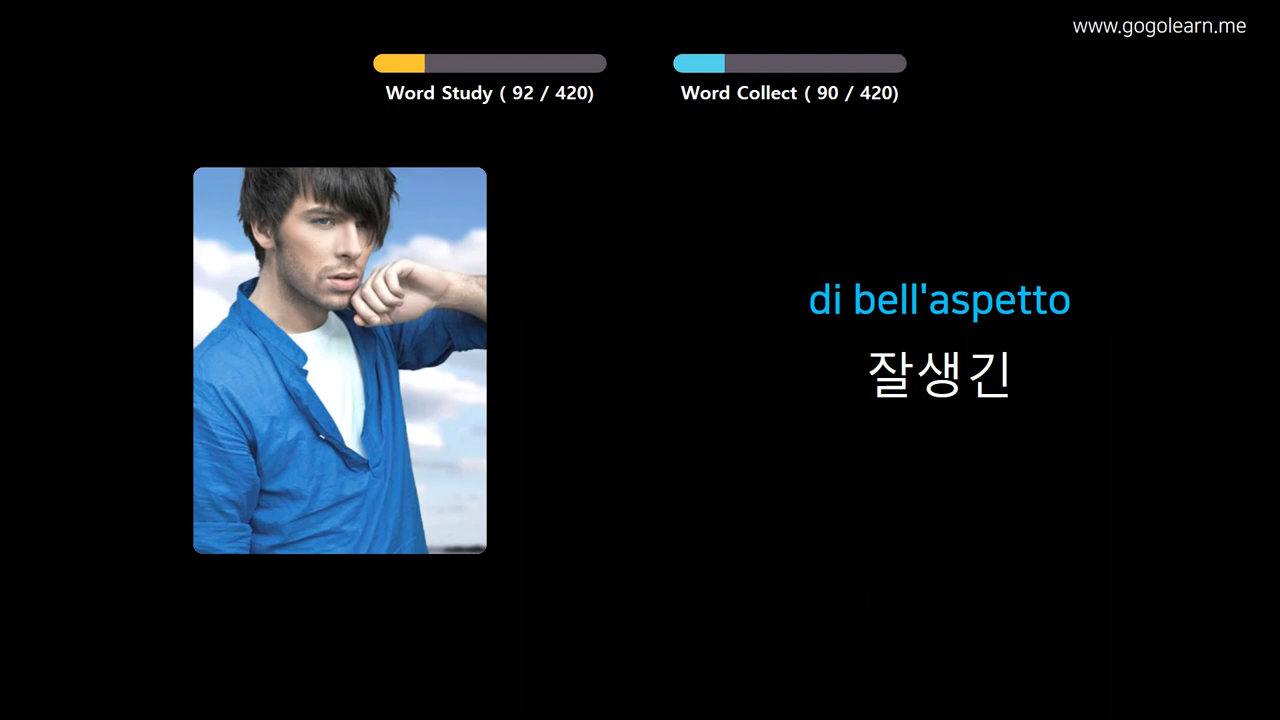 www.gogolearn.me
Word Study ( 92 / 420)
Word Collect ( 90 / 420)
di bell'aspetto
잘생긴